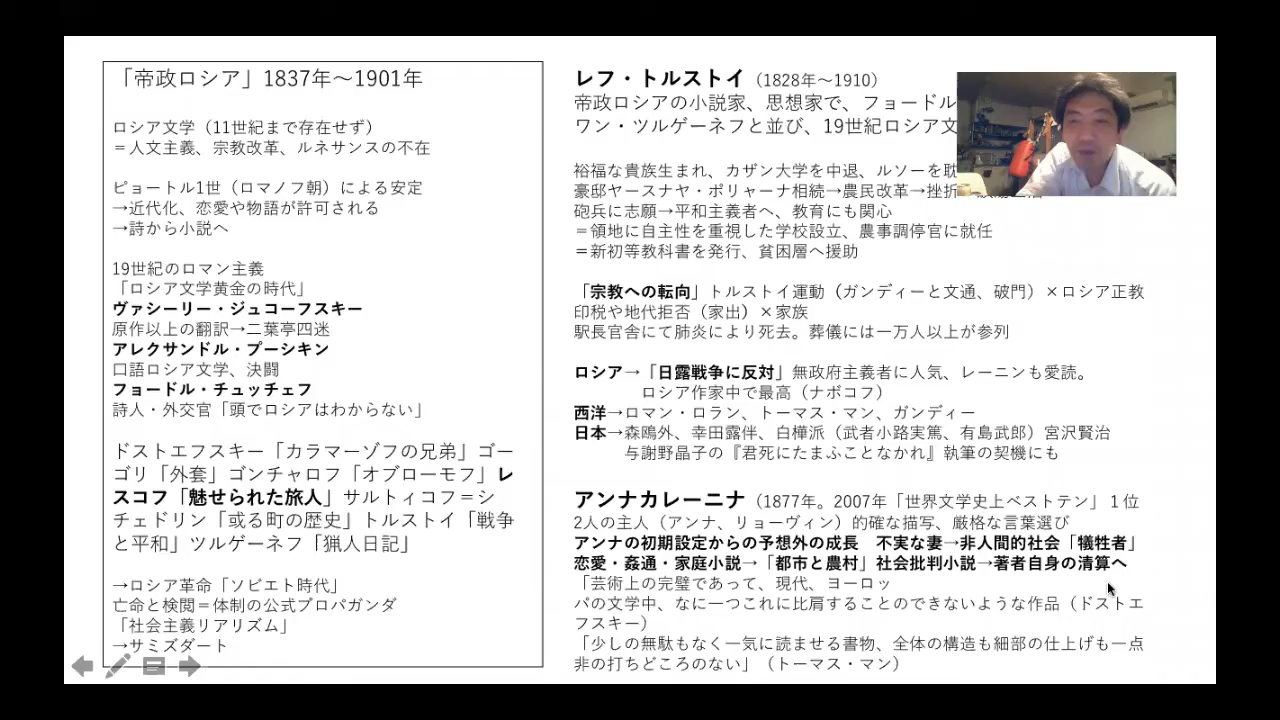 「帝政ロシア」1837年〜1901年
ロシア文学（11世紀まで存在せず）
＝人文主義、宗教改革、ルネサンスの不在
ピョートル1世（ロマノフ朝）による安定
→近代化、恋愛や物語が許可される
→詩から小説へ
19世紀のロマン主義
「ロシア文学黄金の時代」
ヴァシーリー・ジュコーフスキー
原作以上の翻訳→二葉亭四迷
アレクサンドル・プーシキン
口語ロシア文学、決闘
フョードル・チュッチェフ
詩人・外交官「頭でロシアはわからない」
ドストエフスキー「カラマーゾフの兄弟」ゴー
ゴリ「外套」ゴンチャロフ「オブローモフ」レ
スコフ「魅せられた旅人」サルティコフ＝シ
チェドリン「或る町の歴史」トルストイ「戦争
と平和」ツルゲーネフ「猟人日記」
→ロシア革命「ソビエト時代」
亡命と検閲＝体制の公式プロパガンダ
「社会主義リアリズム」
→サミズダート
レフ・トルストイ（1828年〜1910）
帝政ロシアの小説家、思想家で、フョードル
ワン・ツルゲーネフと並び、19世紀ロシア文
裕福な貴族生まれ、カザン大学を中退、ルソーを耽
豪邸ヤースナヤ・ポリャーナ相続→農民改革→挫折
砲兵に志願→平和主義者へ、教育にも関心
＝領地に自主性を重視した学校設立、農事調停官に就任
＝新初等教科書を発行、貧困層へ援助
「宗教への転向」トルストイ運動（ガンディーと文通、破門）×ロシア正教
印税や地代拒否（家出）×家族
駅長官舎にて肺炎により死去。葬儀には一万人以上が参列
ロシア→「日露戦争に反対」無政府主義者に人気、レーニンも愛読。
ロシア作家中で最高（ナボコフ）
西洋→ロマン・ロラン、トーマス・マン、ガンディー
日本→森鴎外、幸田露伴、白樺派（武者小路実篤、有島武郎）宮沢賢治
与謝野晶子の『君死にたまふことなかれ』執筆の契機にも
アンナカレーニナ（1877年。2007年「世界文学史上ベストテン」１位
2人の主人（アンナ、リョーヴィン）的確な描写、厳格な言葉選び
アンナの初期設定からの予想外の成長　不実な妻→非人間的社会「犠牲者」
恋愛・姦通・家庭小説→「都市と農村」社会批判小説→著者自身の清算へ
「芸術上の完璧であって、現代、ヨーロッ
パの文学中、なに一つこれに比肩することのできないような作品（ドストエ
フスキー）
「少しの無駄もなく一気に読ませる書物、全体の構造も細部の仕上げも一点
非の打ちどころのない」（トーマス・マン）